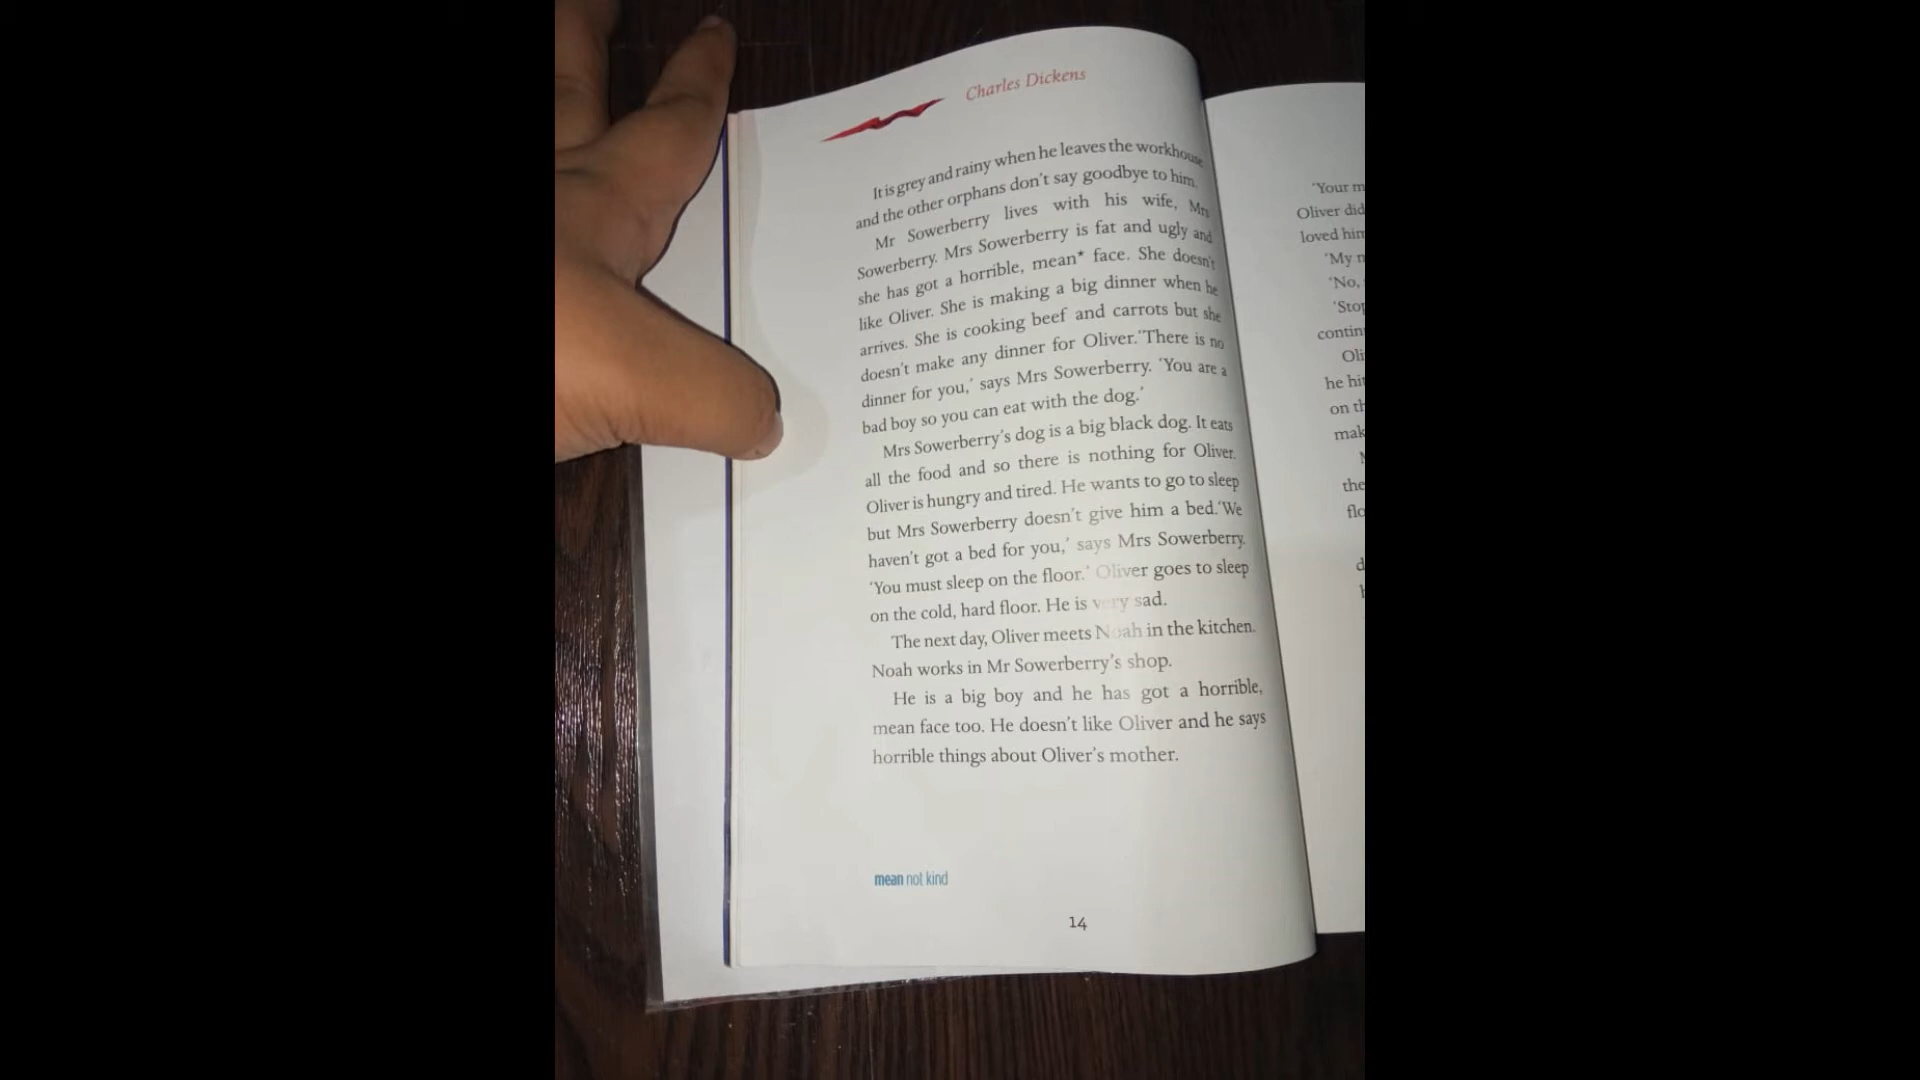 Charles Dickens
It is grey and rainy when he leaves the workhouse
and the other orphans don't say goodbye to him.
Mr Sowerberry lives with his wife, Mrs
Sowerberry. Mrs Sowerberry is fat and ugly and
she has got a horrible, mean* face. She doesn't
like Oliver. She is making a big dinner when he
arrives. She is cooking beef and carrots but she
doesn't make any dinner for Oliver. ‘There is no
dinner for you,’ says Mrs Sowerberry. ‘You are a
bad boy so you can eat with the dog.’
Mrs Sowerberry's dog is a big black dog. It eats
all the food and so there is nothing for Oliver.
Oliver is hungry and tired. He wants to go to sleep
but Mrs Sowerberry doesn't give him a bed. ‘We
haven't got a bed for you,’ says Mrs Sowerberry.
‘You must sleep on the floor.’ Oliver goes to sleep
on the cold, hard floor. He is very sad.
The next day, Oliver meets Noah in the kitchen.
Noah works in Mr Sowerberry's shop.
He is a big boy and he has got a horrible,
mean face too. He doesn't like Oliver and he says
horrible things about Oliver's mother.
mean not kind
14
‘Your
Oliver did
loved
‘My
‘No,
he
on
the